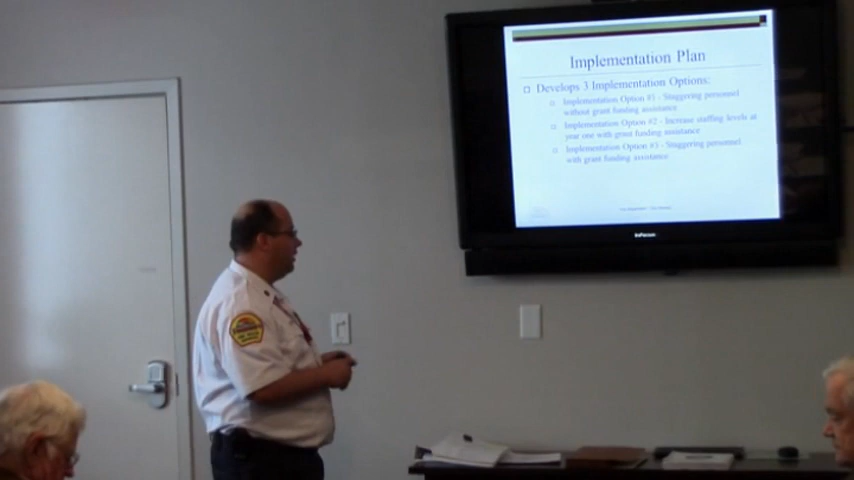 Implementation Plan
Develops 3 Implementation Options:
Implementation Option #1 - Staggering personnel
without grant funding assistance
Implementation Option #2 - Increase staffing levels at
year one with grant funding assistance
Implementation Option #3 - Staggering personnel
with grant funding assistance
InFocus